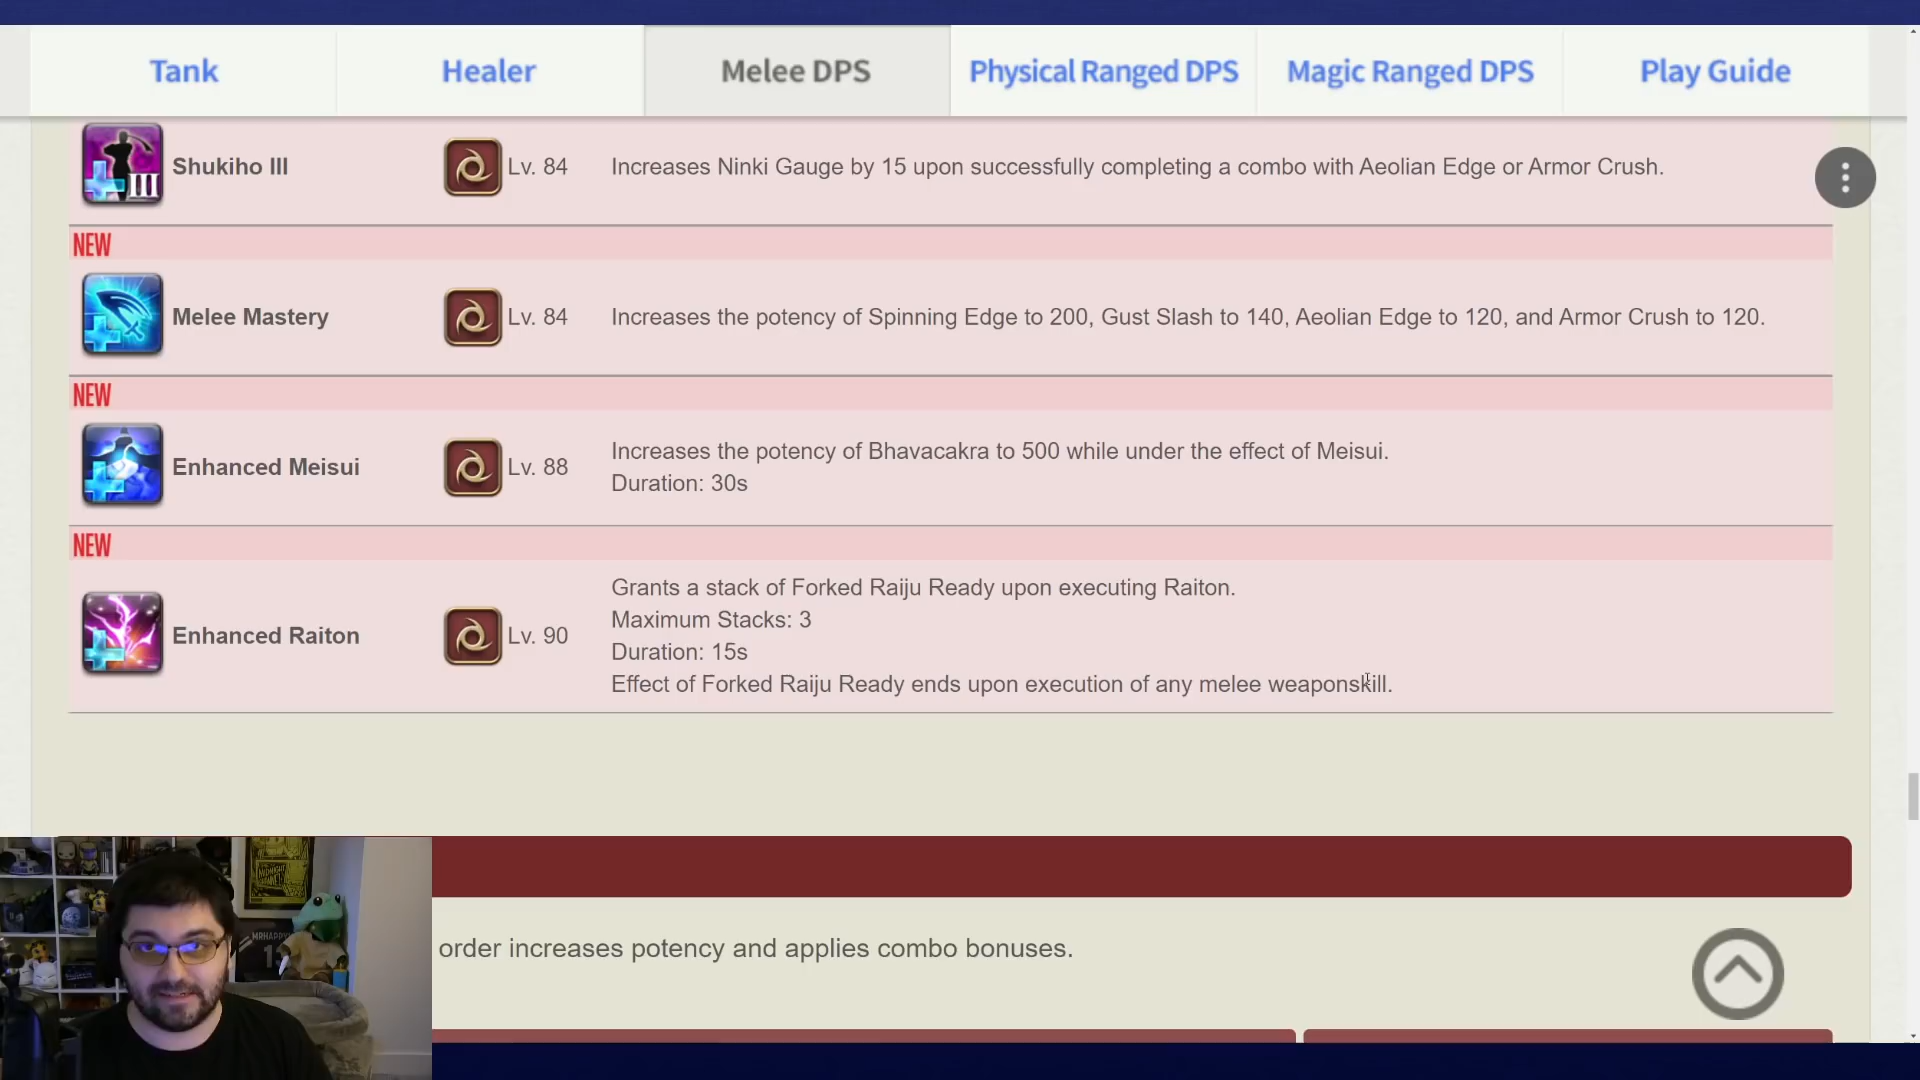 Tank
Healer
Melee DPS
Physical Ranged DPS
Magic Ranged DPS
Play Guide
III
Shukiho III
Lv. 84
Increases Ninki Gauge by 15 upon successfully completing a combo with Aeolian Edge or Armor Crush.
NEW
Melee Mastery
Lv. 84
Increases the potency of Spinning Edge to 200, Gust Slash to 140, Aeolian Edge to 120, and Armor Crush to 120.
NEW
Enhanced Meisui
Lv. 88
Increases the potency of Bhavacakra to 500 while under the effect of Meisui.
Duration: 30s
NEW
Enhanced Raiton
Lv. 90
Grants a stack of Forked Raiju Ready upon executing Raiton.
Maximum Stacks: 3
Duration: 15s
Effect of Forked Raiju Ready ends upon execution of any melee weaponskill.
order increases potency and applies combo bonuses.